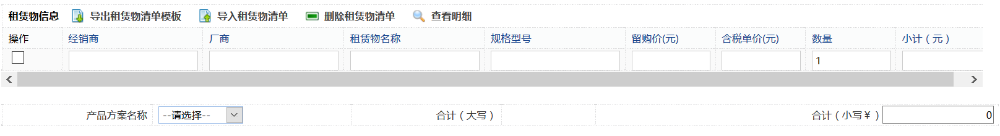 租赁物信息 导出租赁物清单模板 导入租赁物清单 删除租赁物清单 查看明细
操作 经销商 厂商 租赁物名称 规格型号 留购价(元) 含税单价(元) 数量 小计（元）
1
产品方案名称 --请选择-- 合计（大写） 合计（小写￥） 0